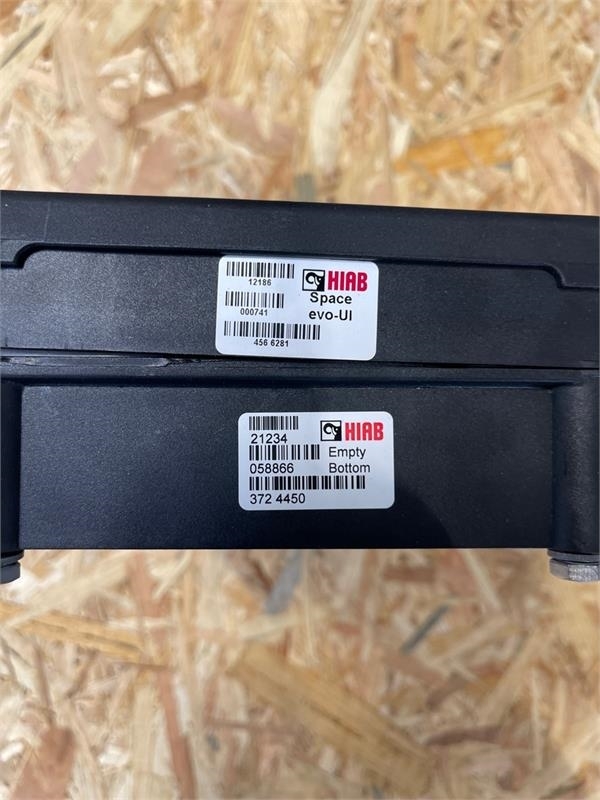 12186 HIAB
Space
000741 evo-UI
456 6281
HIAB
21234
Empty
058866 Bottom
372 4450